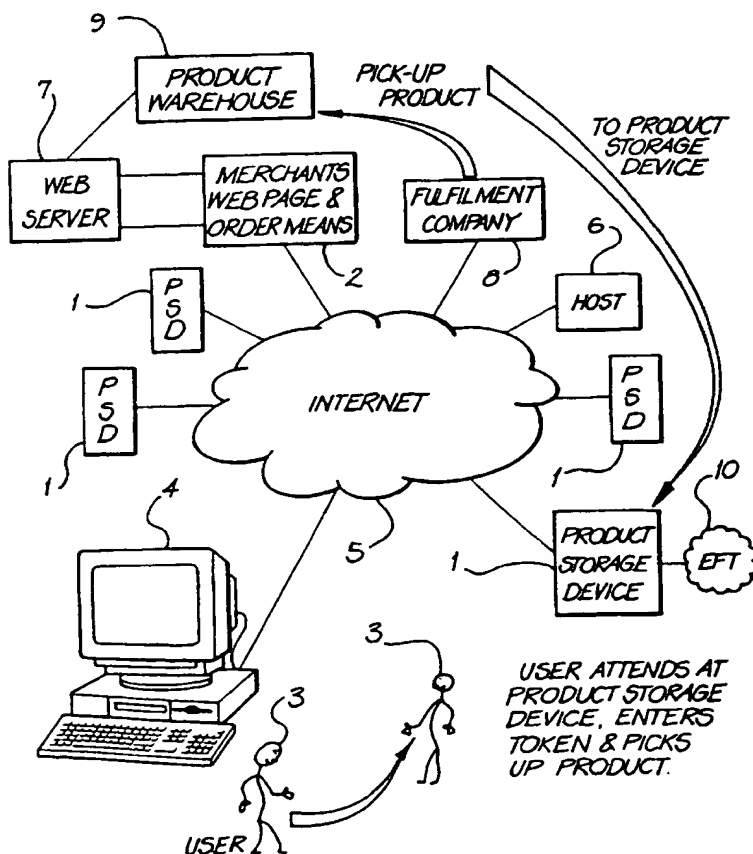 9
PRODUCT
WAREHOUSE
PICK-UP
PRODUCT
TO PRODUCT
STORAGE
DEVICE
7
WEB
SERVER
MERCHANTS
WEB PAGE &
ORDER MEANS
2
FULFILMENT
COMPANY
8
6
HOST
1
P
S
D
1
P
S
D
INTERNET
P
S
D
1
5
4
1
PRODUCT
STORAGE
DEVICE
10
EFT
3
3
USER
USER ATTENDS AT
PRODUCT STORAGE
DEVICE, ENTERS
TOKEN & PICKS
UP PRODUCT.